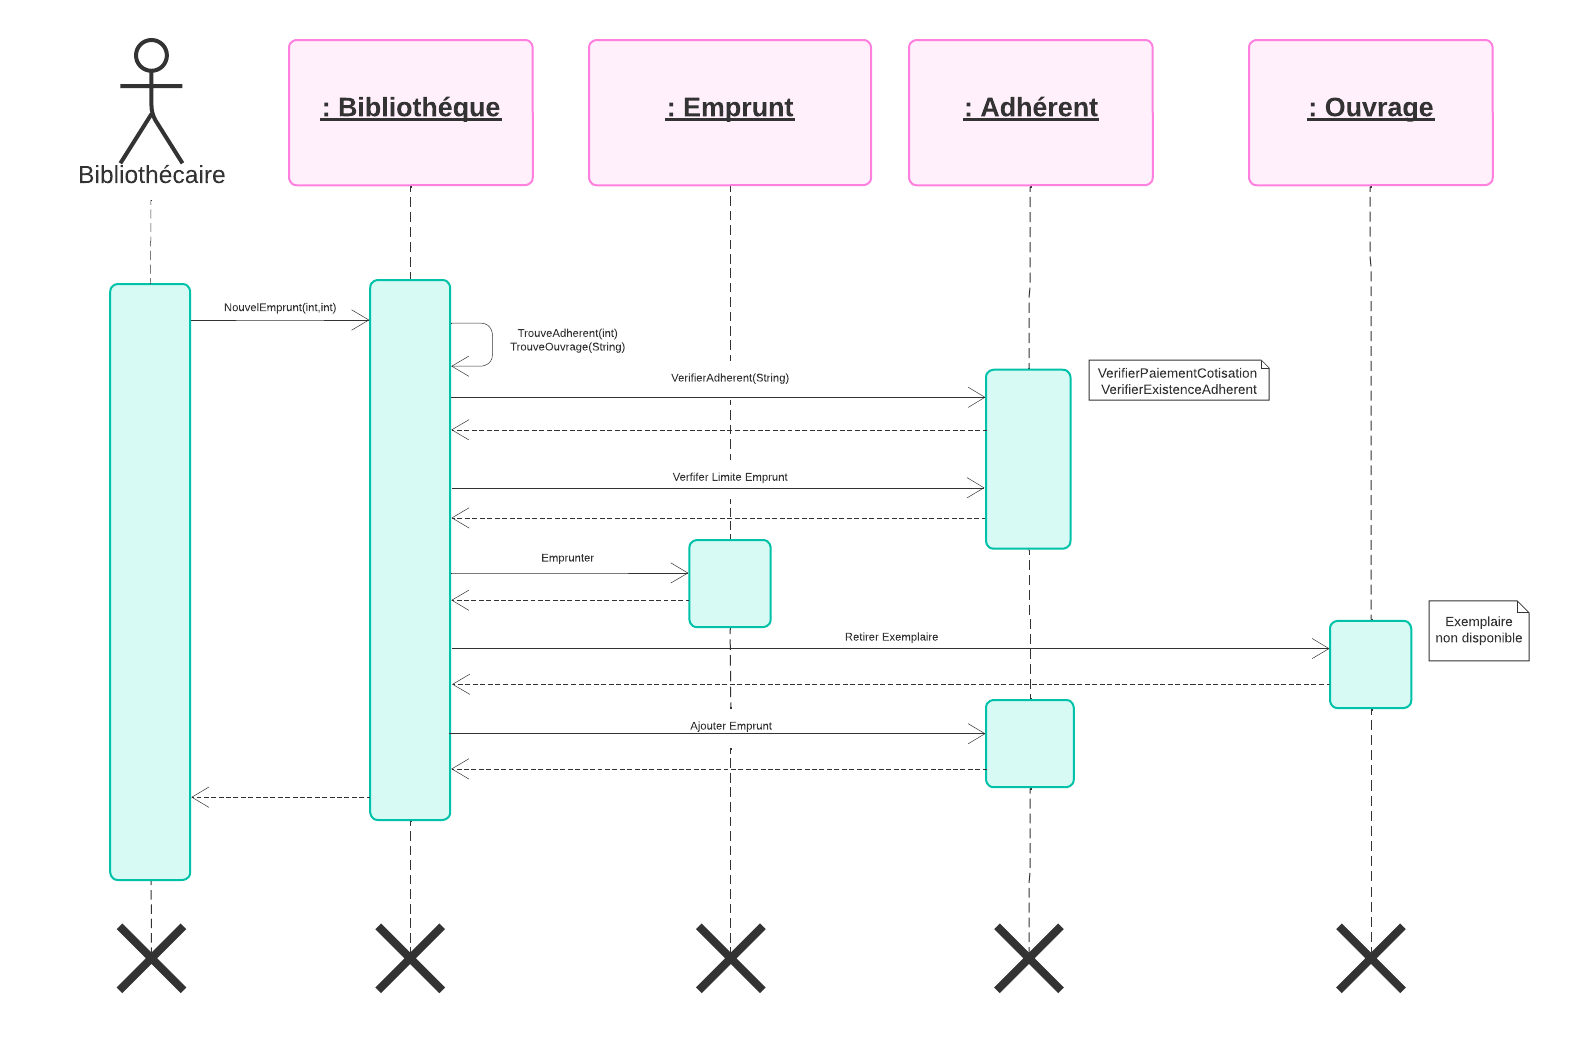 Bibliothécaire
: Bibliothéque
: Emprunt
: Adhérent
: Ouvrage
NouvelEmprunt(int,int)
TrouveAdherent(int)
TrouveOuvrage(String)
VerifierAdherent(String)
VerifierPaiementCotisation
VerifierExistenceAdherent
Verfifer Limite Emprunt
Emprunter
Retirer Exemplaire
Exemplaire
non disponible
Ajouter Emprunt